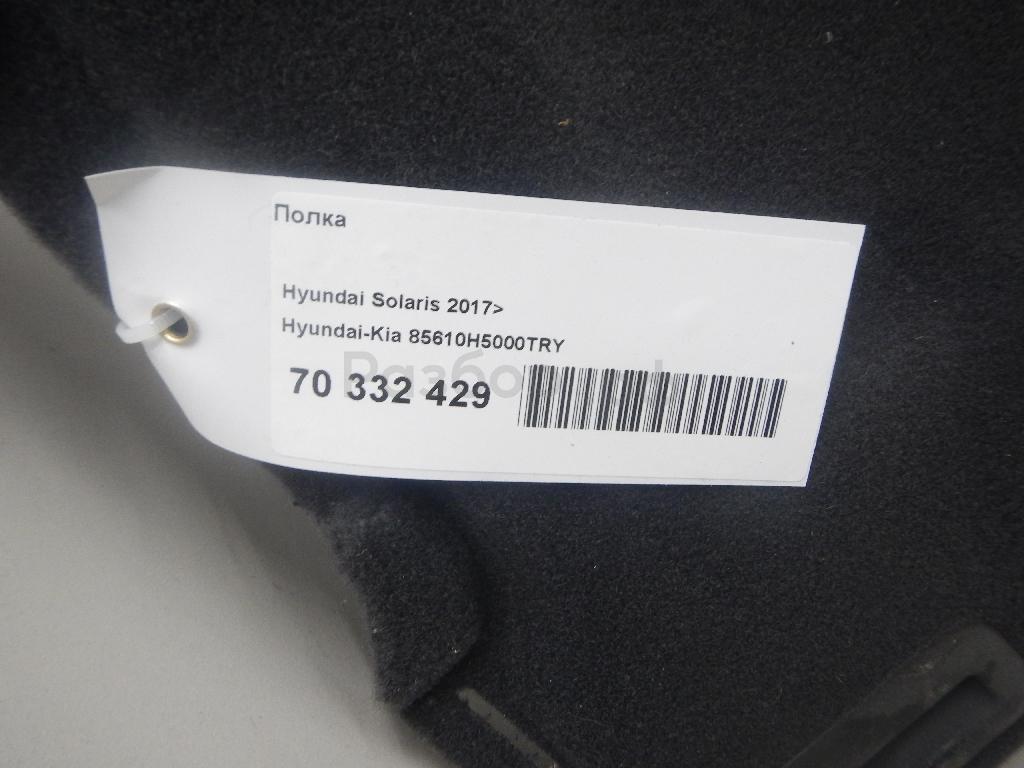 Полка
Hyundai Solaris 2017>
Hyundai-Kia 85610H5000TRY
70 332 429